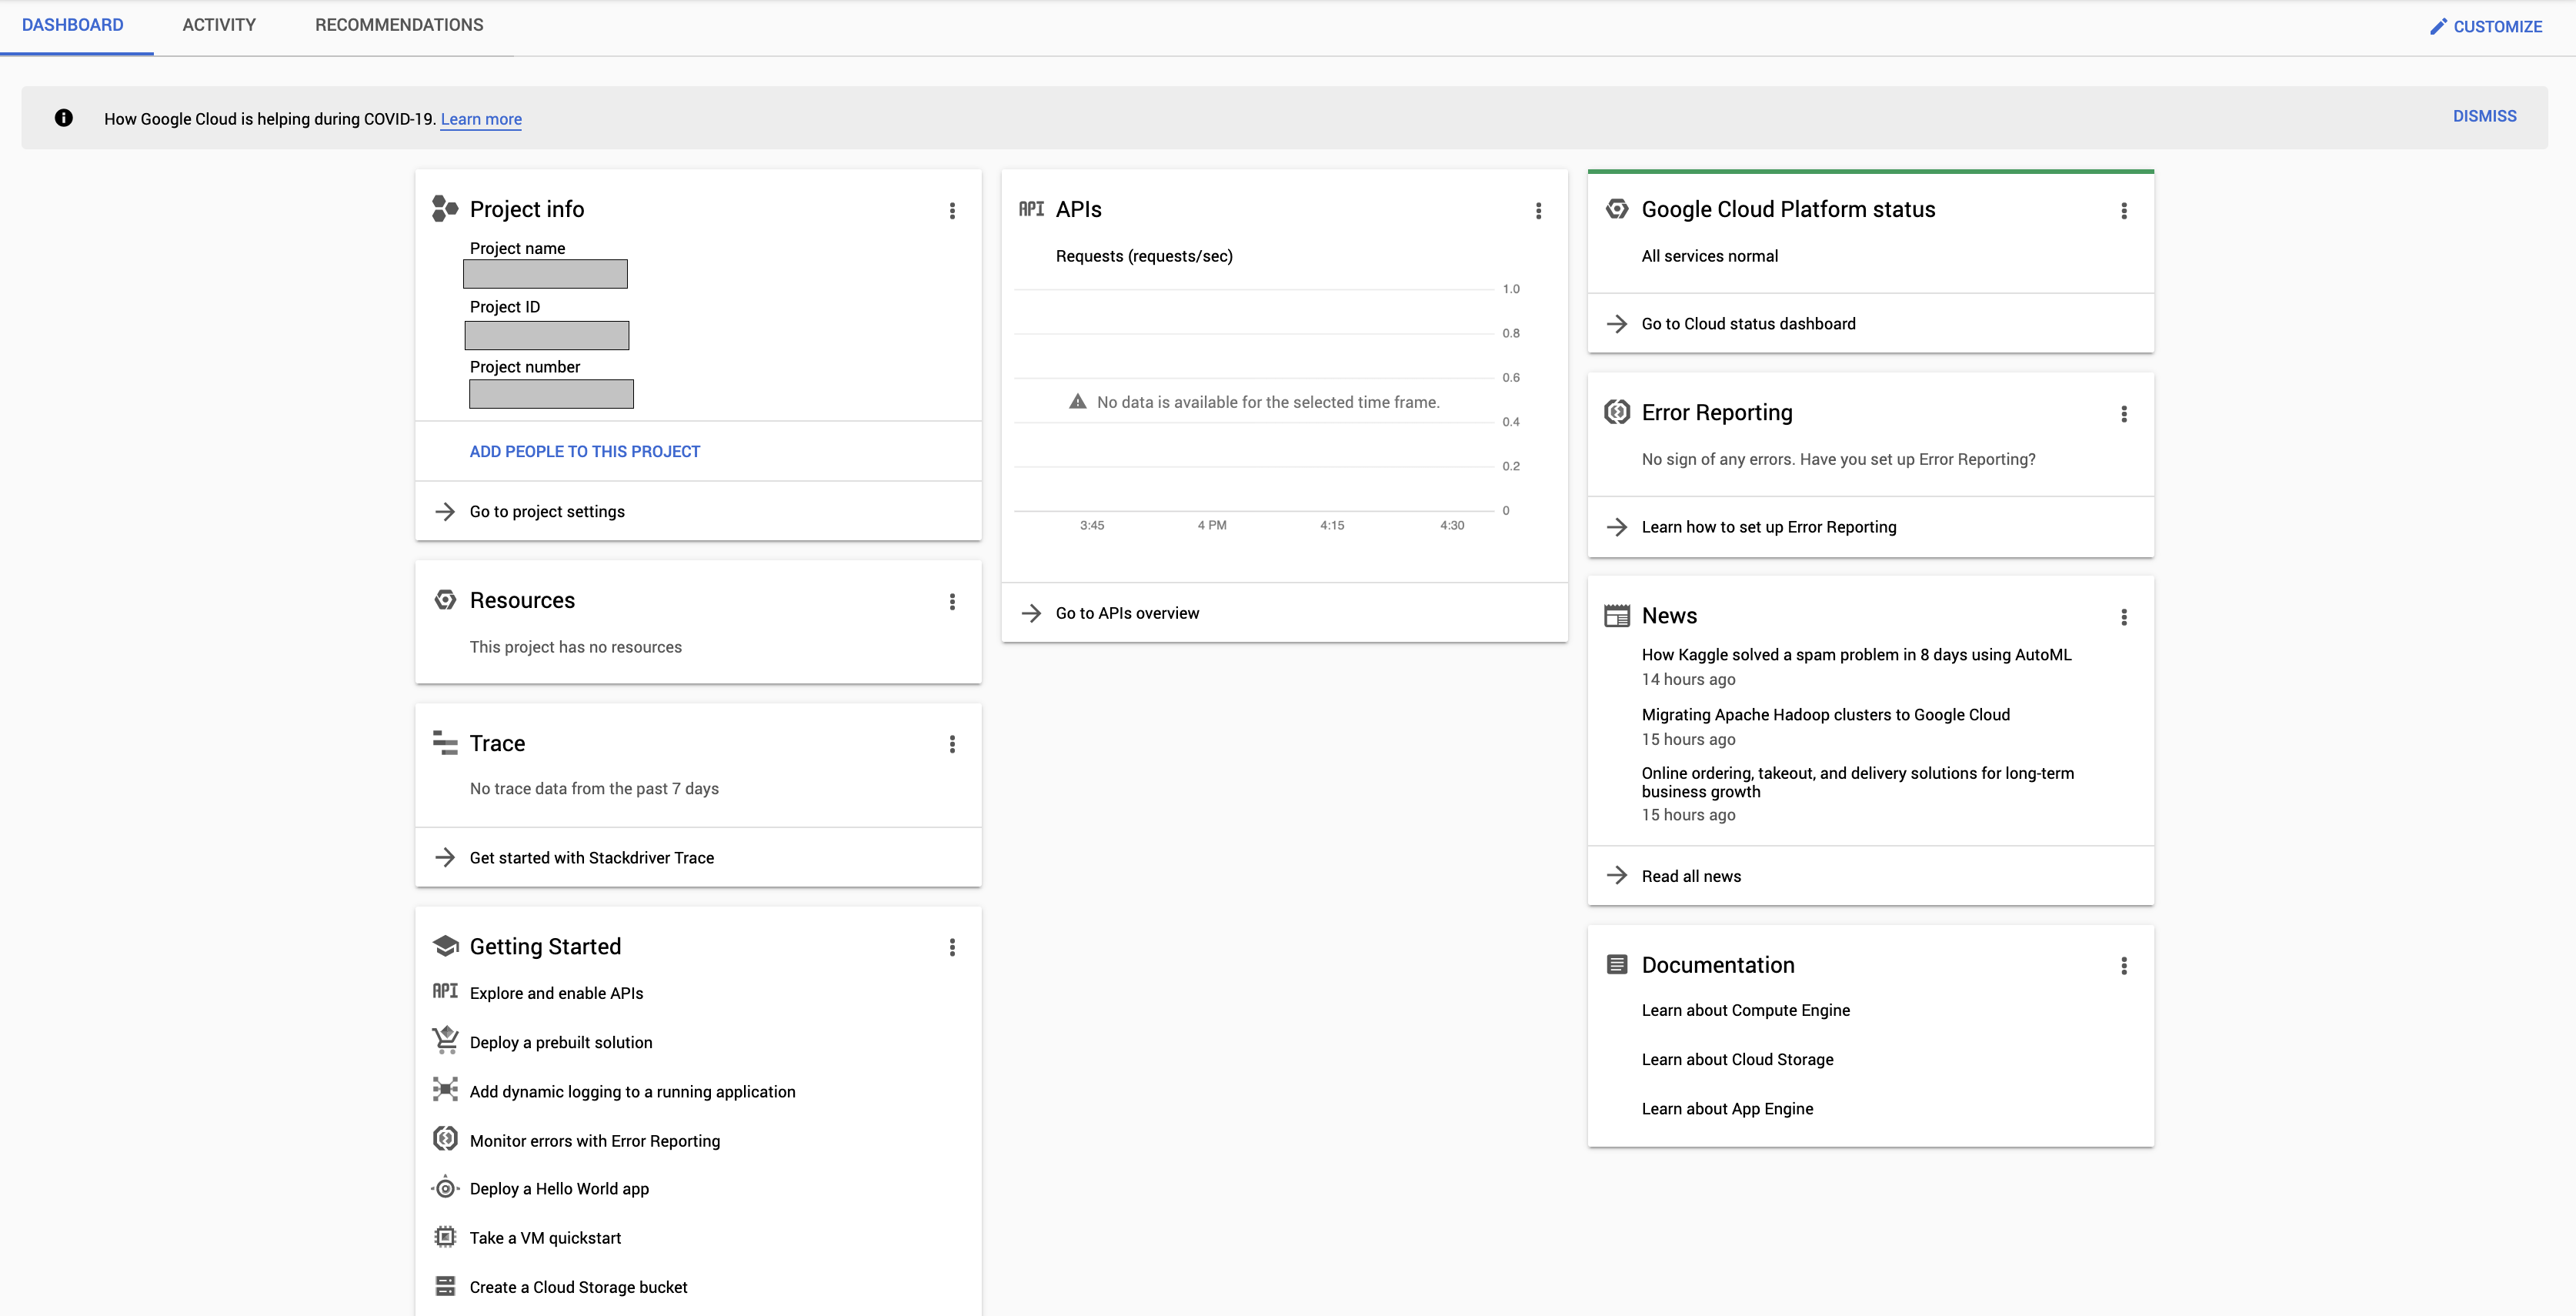 DASHBOARD
ACTIVITY
RECOMMENDATIONS
CUSTOMIZE
How Google Cloud is helping during COVID-19. Learn more
DISMISS
Project info
Project name
Project ID
Project number
ADD PEOPLE TO THIS PROJECT
Go to project settings
Resources
This project has no resources
Trace
No trace data from the past 7 days
Get started with Stackdriver Trace
Getting Started
API Explore and enable APIs
Deploy a prebuilt solution
Add dynamic logging to a running application
Monitor errors with Error Reporting
Deploy a Hello World app
Take a VM quickstart
Create a Cloud Storage bucket
API APIs
Requests (requests/sec)
1.0
0.8
0.6
No data is available for the selected time frame.
0.4
0.2
0
3:45 4 PM 4:15 4:30
Go to APIs overview
Google Cloud Platform status
All services normal
Go to Cloud status dashboard
Error Reporting
No sign of any errors. Have you set up Error Reporting?
Learn how to set up Error Reporting
News
How Kaggle solved a spam problem in 8 days using AutoML
14 hours ago
Migrating Apache Hadoop clusters to Google Cloud
15 hours ago
Online ordering, takeout, and delivery solutions for long-term
business growth
15 hours ago
Read all news
Documentation
Learn about Compute Engine
Learn about Cloud Storage
Learn about App Engine